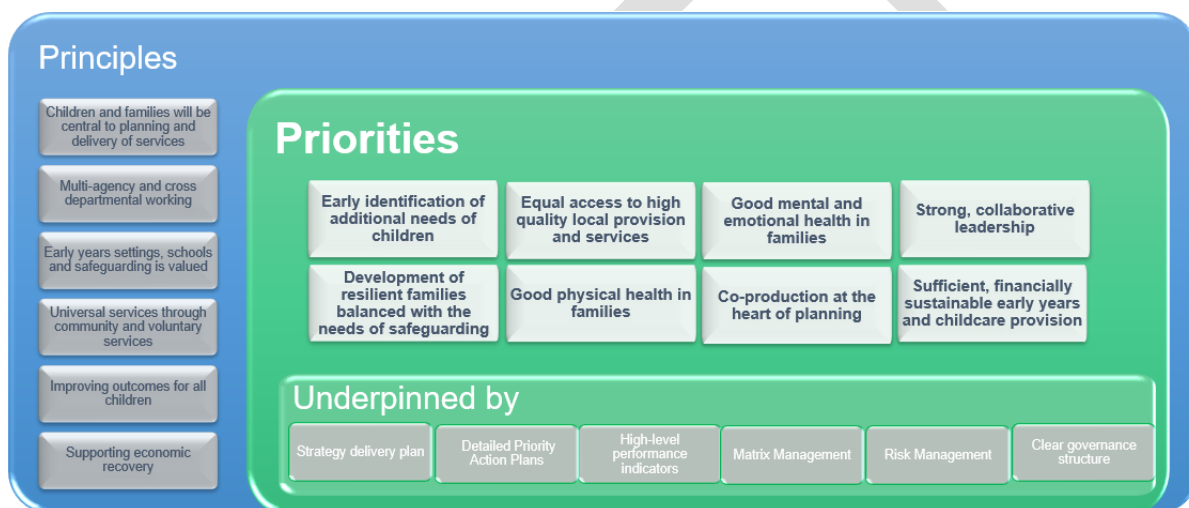 Principles
Children and families will be
central to planning and
delivery of services
Multi-agency and cross
departmental working
Early years settings, schools
and safeguarding is valued
Universal services through
community and voluntary
services
Improving outcomes for all
children
Supporting economic
recovery
Priorities
Early identification of
additional needs of
children
Equal access to high
quality local provision
and services
Good mental and
emotional health in
families
Strong, collaborative
leadership
Development of
resilient families
balanced with the
needs of safeguarding
Good physical health in
families
Co-production at the
heart of planning
Sufficient, financially
sustainable early years
and childcare provision
Underpinned by
Strategy delivery plan
Detailed Priority
Action Plans
High-level
performance
indicators
Matrix Management
Risk Management
Clear governance
structure